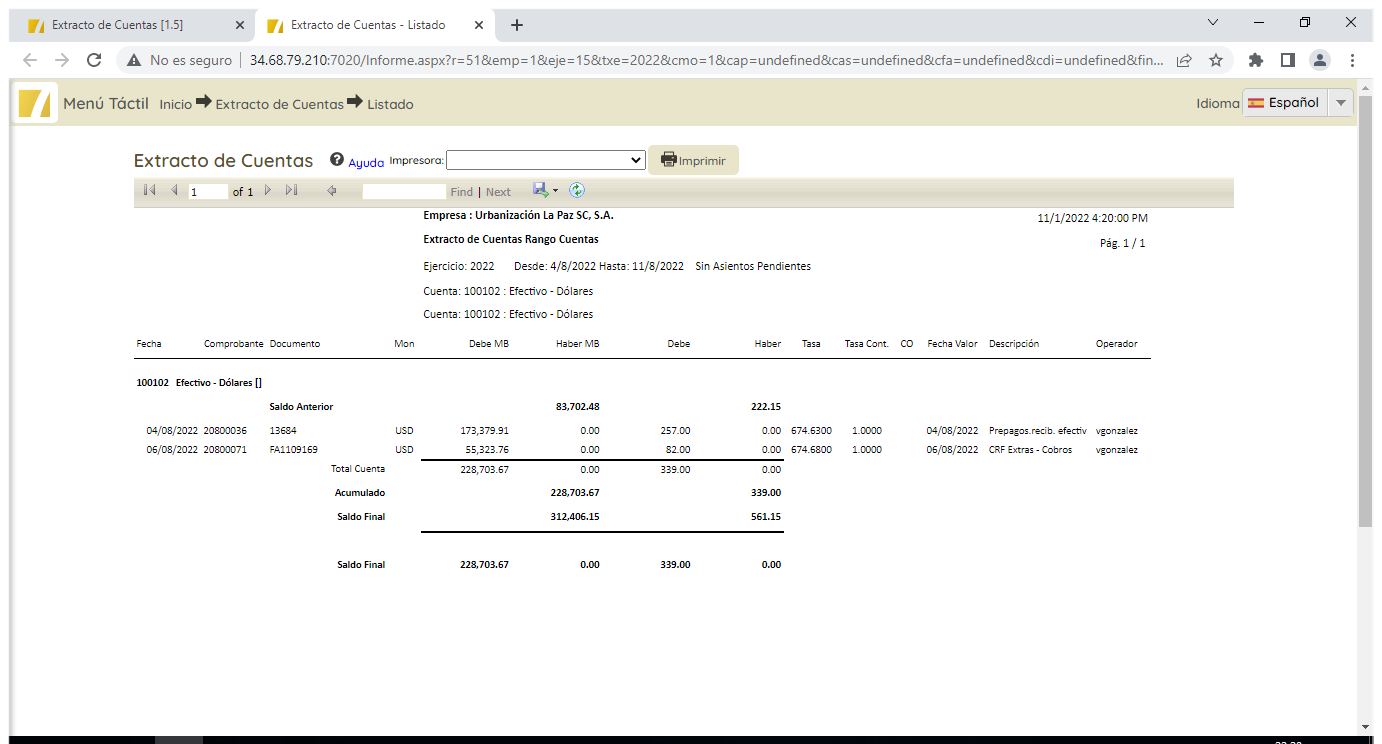 Extracto de Cuentas [1.5]
Extracto de Cuentas - Listado
No es seguro 34.68.79.210:7020/Informe.aspx?r=51&emp=1&eje=15&txe=2022&cmo=1&cap=undefined&cas=undefined&cfa=undefined&cdi=undefined&fin...
Menú Táctil Inicio Extracto de Cuentas Listado Idioma Español
Extracto de Cuentas Ayuda Impresora: Imprimir
1 of 1 Find | Next
Empresa : Urbanización La Paz SC, S.A. 11/1/2022 4:20:00 PM
Extracto de Cuentas Rango Cuentas Pág. 1 / 1
Ejercicio: 2022 Desde: 4/8/2022 Hasta: 11/8/2022 Sin Asientos Pendientes
Cuenta: 100102 : Efectivo - Dólares
Cuenta: 100102 : Efectivo - Dólares
Fecha Comprobante Documento Mon Debe MB Haber MB Debe Haber Tasa Tasa Cont. CO Fecha Valor Descripción Operador
100102 Efectivo - Dólares []
Saldo Anterior 83,702.48 222.15
04/08/2022 20800036 13684 USD 173,379.91 0.00 257.00 0.00 674.6300 1.0000 04/08/2022 Prepagos.recib. efectiv vgonzalez
06/08/2022 20800071 FA1109169 USD 55,323.76 0.00 82.00 0.00 674.6800 1.0000 06/08/2022 CRF Extras - Cobros vgonzalez
Total Cuenta 228,703.67 0.00 339.00 0.00
Acumulado 228,703.67 339.00
Saldo Final 312,406.15 561.15
Saldo Final 228,703.67 0.00 339.00 0.00